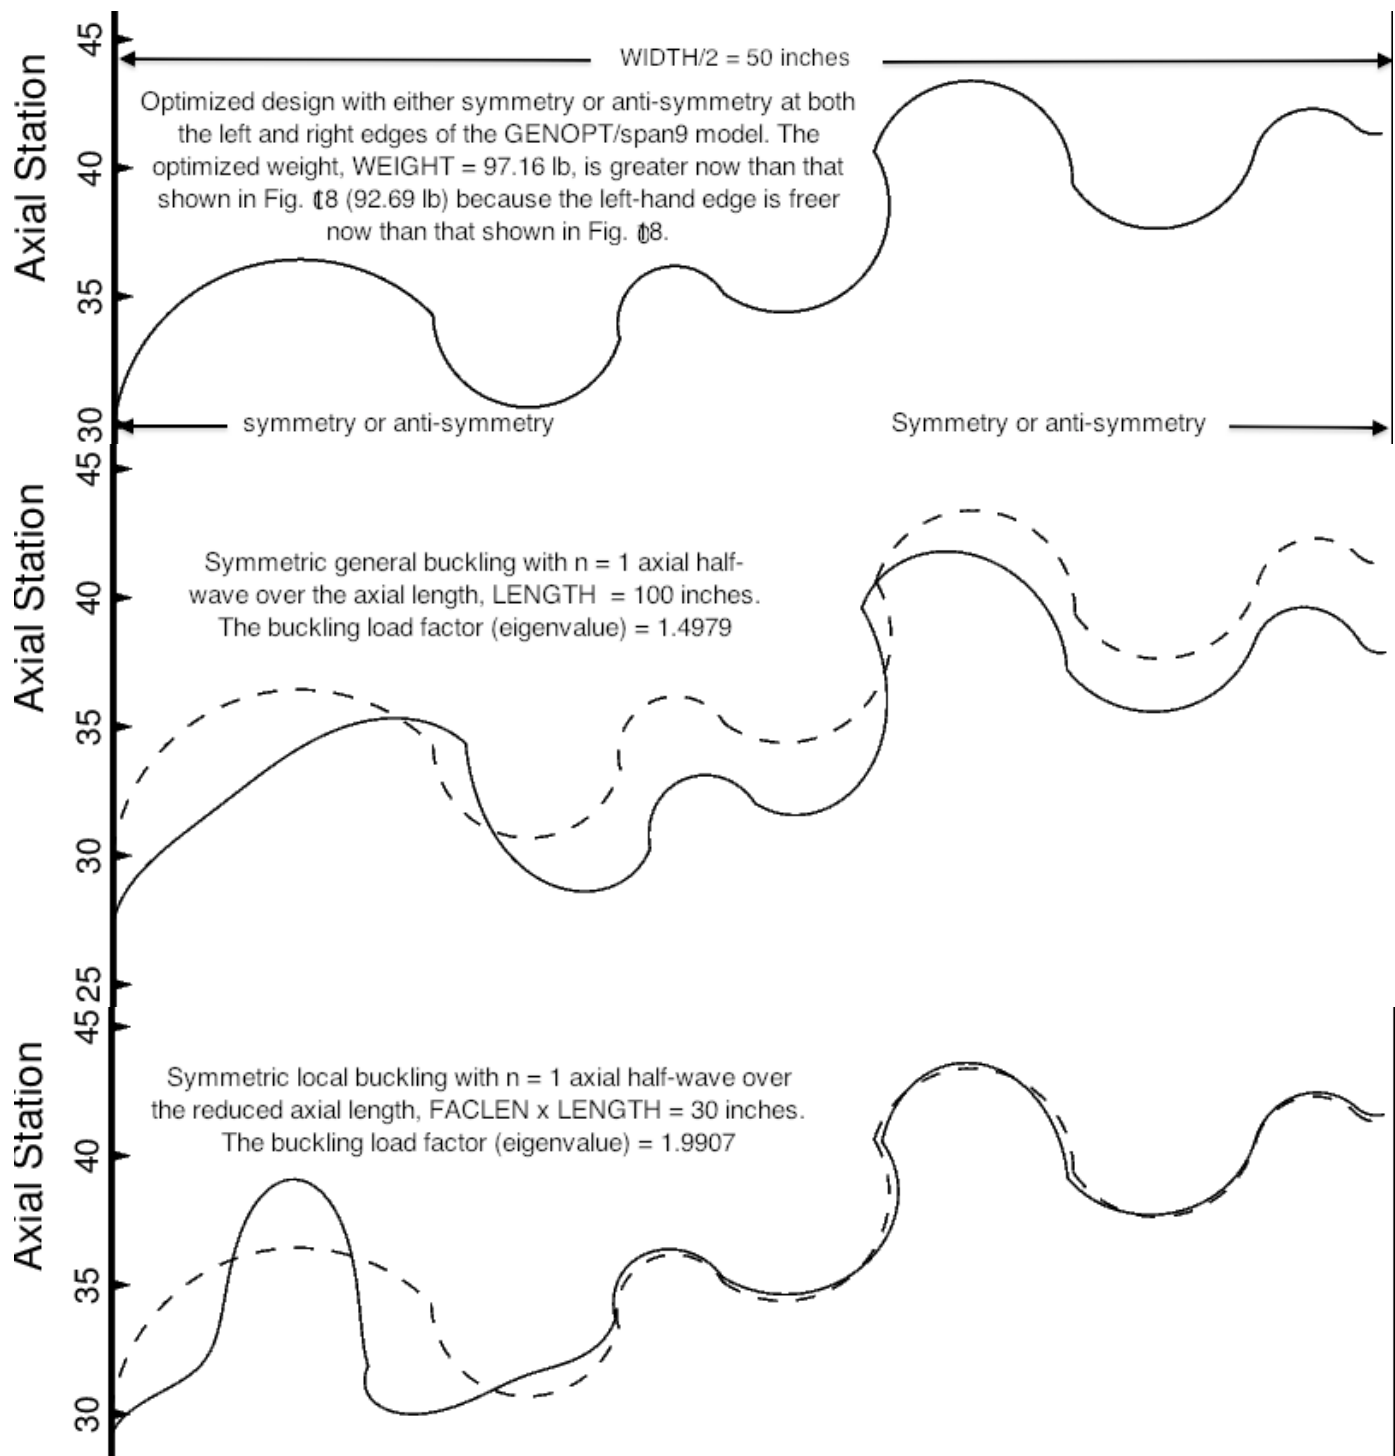 45
WIDTH/2 = 50 inches
Optimized design with either symmetry or anti-symmetry at both
the left and right edges of the GENOPT/span9 model. The
optimized weight, WEIGHT = 97.16 lb, is greater now than that
shown in Fig. 8 (92.69 lb) because the left-hand edge is freer
now than that shown in Fig. 8.
Axial Station
40
35
30
symmetry or anti-symmetry
Symmetry or anti-symmetry
45
Axial Station
Symmetric general buckling with n = 1 axial half-
wave over the axial length, LENGTH = 100 inches.
The buckling load factor (eigenvalue) = 1.4979
40
35
30
25
45
Axial Station
Symmetric local buckling with n = 1 axial half-wave over
the reduced axial length, FACLEN x LENGTH = 30 inches.
The buckling load factor (eigenvalue) = 1.9907
40
35
30